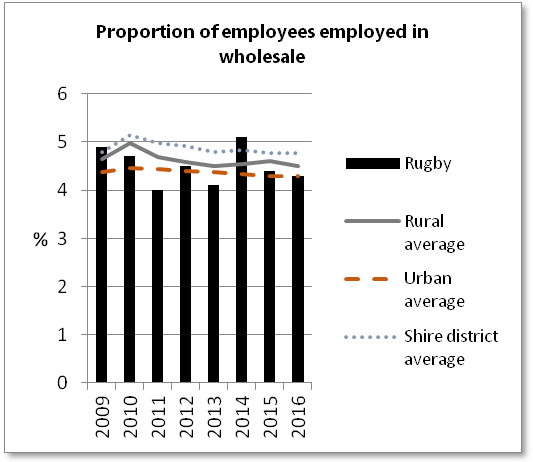 Proportion of employees employed in
wholesale
6
5
4
3
2
1
0
%
2009
2010
2011
2012
2013
2014
2015
2016
Rugby
Rural
average
Urban
average
Shire district
average